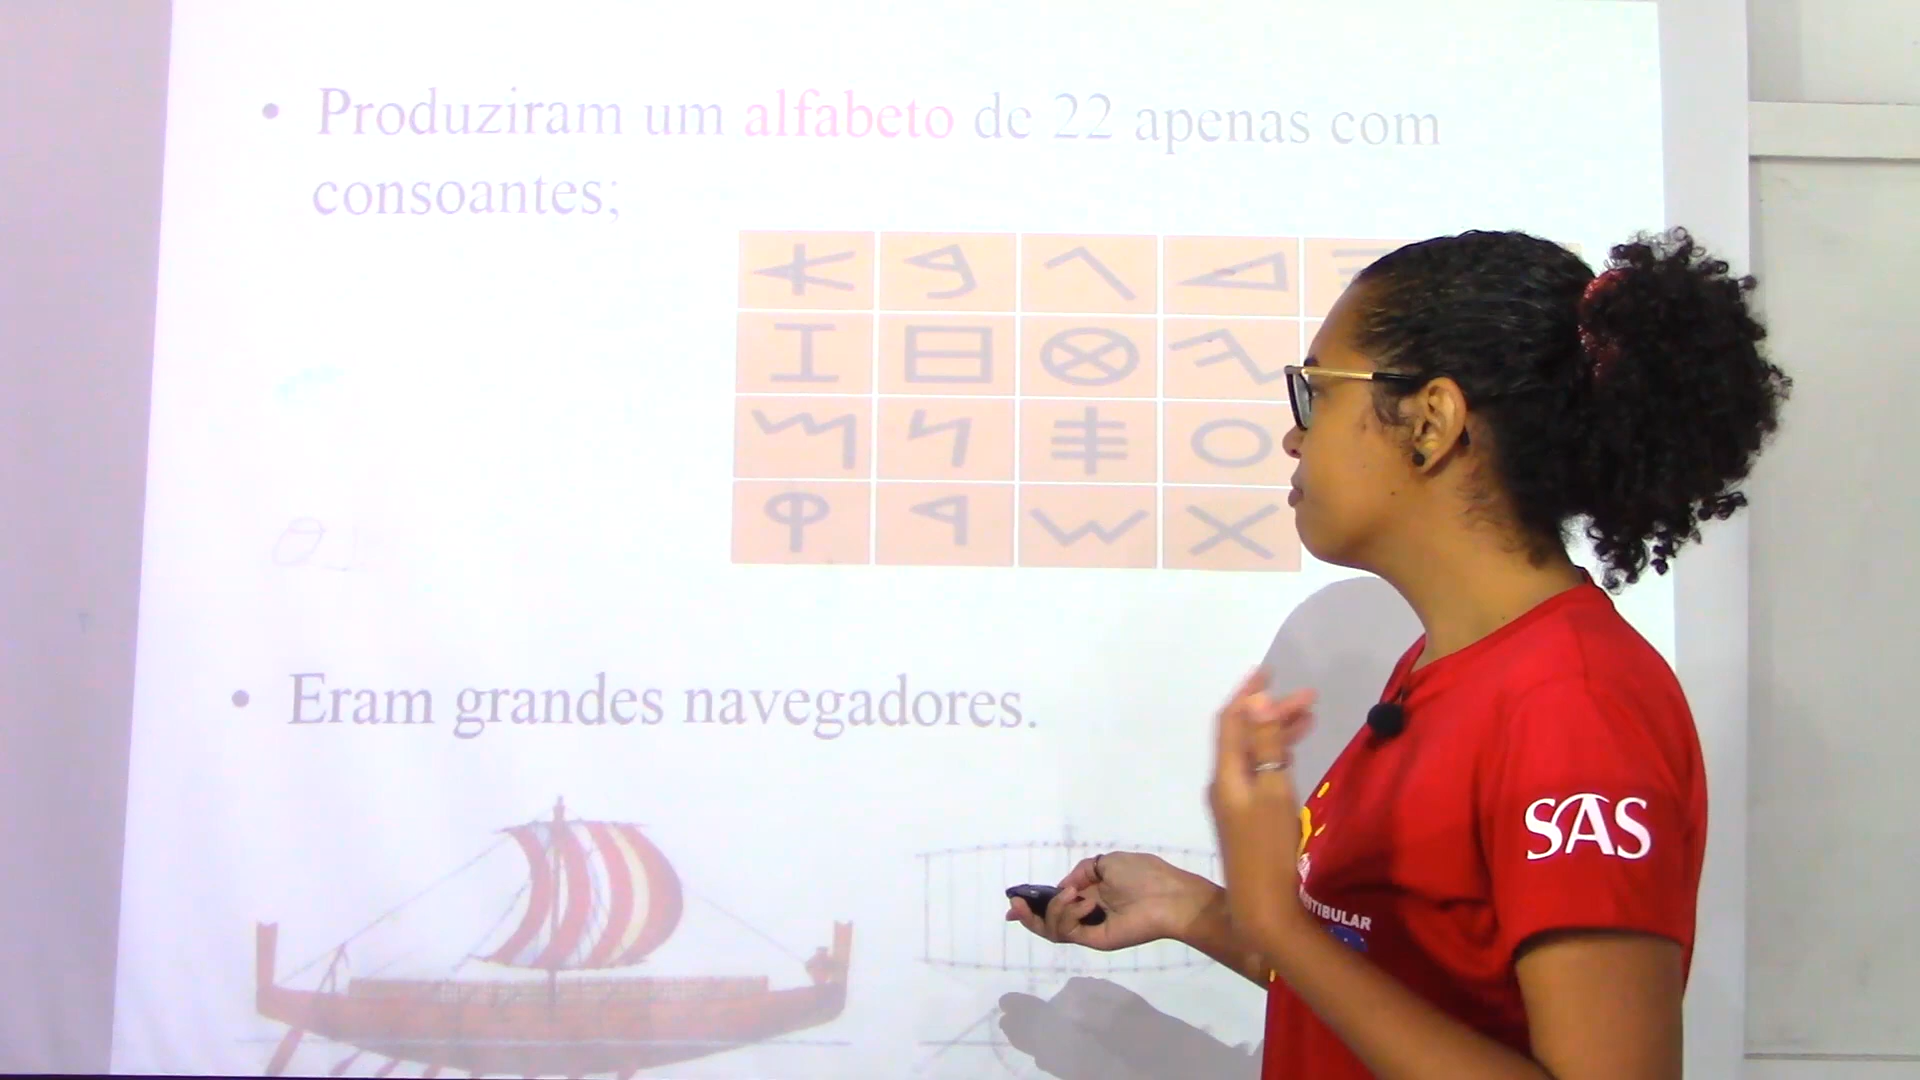 • Produziram um alfabeto de 22 apenas com
consoantes;
• Eram grandes navegadores.
SAS